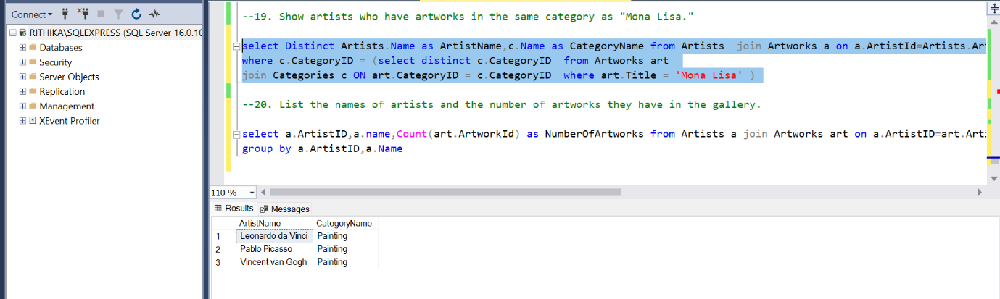 Connect
--19. Show artists who have artworks in the same category as "Mona Lisa."
RITHIKA\SQLEXPRESS (SQL Server 16.0.10
select Distinct Artists.Name as ArtistName,c.Name as CategoryName from Artists  join Artworks a on a.ArtistId=Artists.Ar
Databases
Security
where c.CategoryID = (select distinct c.CategoryID  from Artworks art
Server Objects
join Categories c ON art.CategoryID = c.CategoryID  where art.Title = 'Mona Lisa' )
Replication
Management
--20. List the names of artists and the number of artworks they have in the gallery.
XEvent Profiler
select a.ArtistID,a.name,Count(art.ArtworkId) as NumberOfArtworks from Artists a join Artworks art on a.ArtistID=art.Art
group by a.ArtistID,a.Name
110 %
Results Messages
ArtistName CategoryName
1 Leonardo da Vinci Painting
2 Pablo Picasso Painting
3 Vincent van Gogh Painting